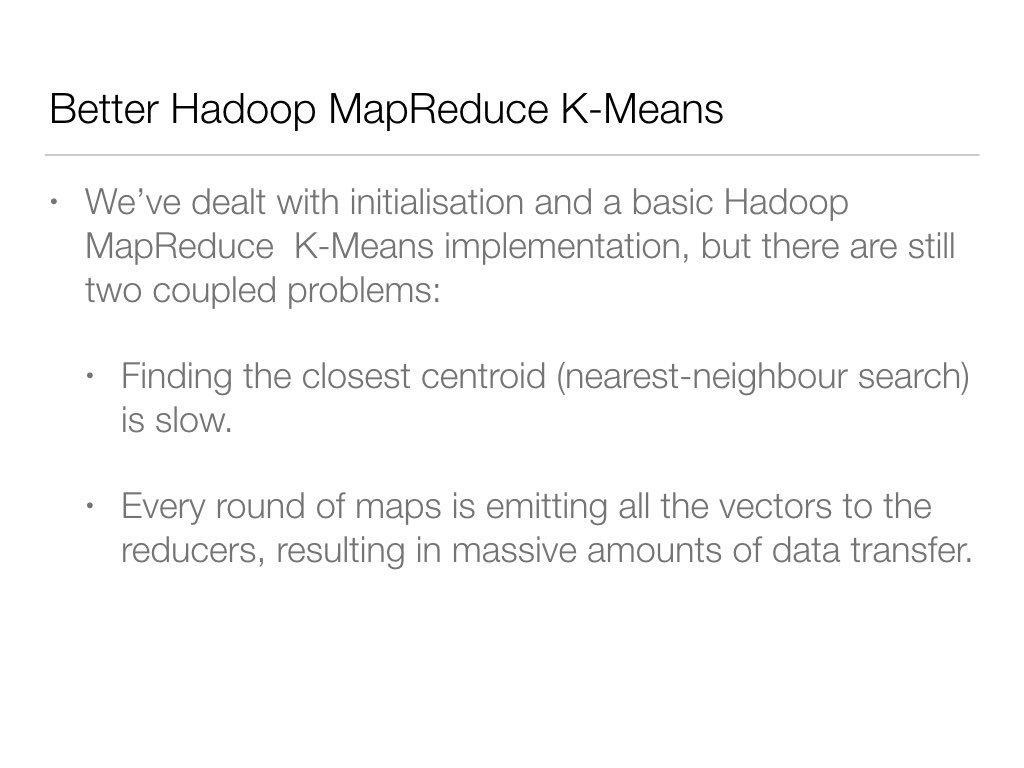 Better Hadoop MapReduce K-Means
• We’ve dealt with initialisation and a basic Hadoop
MapReduce  K-Means implementation, but there are still
two coupled problems:
• Finding the closest centroid (nearest-neighbour search)
is slow.
• Every round of maps is emitting all the vectors to the
reducers, resulting in massive amounts of data transfer.